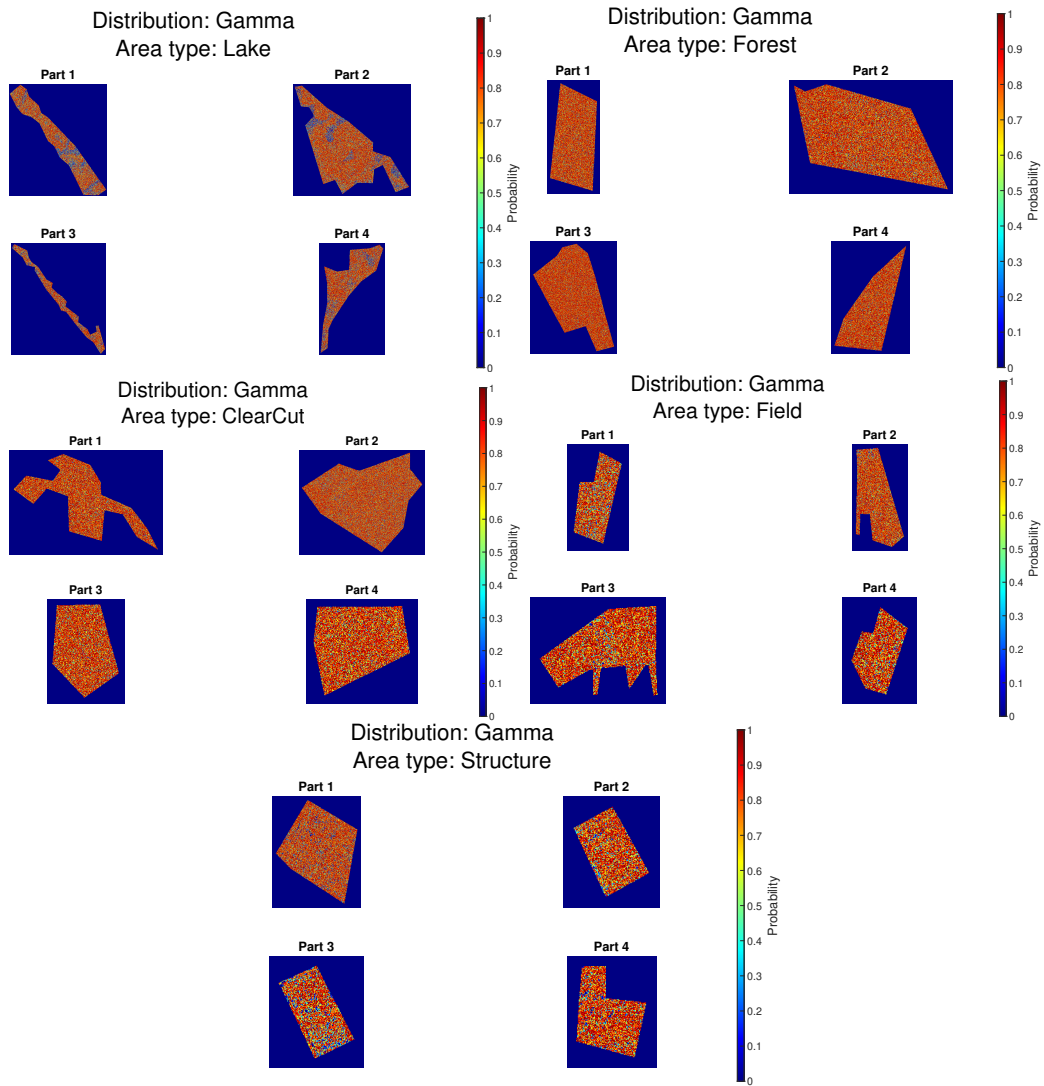 Distribution: Gamma
Area type: Lake
Part 1
Part 2
Part 3
Part 4
1
0.9
0.8
0.7
0.6
0.5
0.4
0.3
0.2
0.1
0
Probability
Distribution: Gamma
Area type: Forest
Part 1
Part 2
Part 3
Part 4
1
0.9
0.8
0.7
0.6
0.5
0.4
0.3
0.2
0.1
0
Probability
Distribution: Gamma
Area type: ClearCut
Part 1
Part 2
Part 3
Part 4
1
0.9
0.8
0.7
0.6
0.5
0.4
0.3
0.2
0.1
0
Probability
Distribution: Gamma
Area type: Field
Part 1
Part 2
Part 3
Part 4
1
0.9
0.8
0.7
0.6
0.5
0.4
0.3
0.2
0.1
0
Probability
Distribution: Gamma
Area type: Structure
Part 1
Part 2
Part 3
Part 4
1
0.9
0.8
0.7
0.6
0.5
0.4
0.3
0.2
0.1
0
Probability